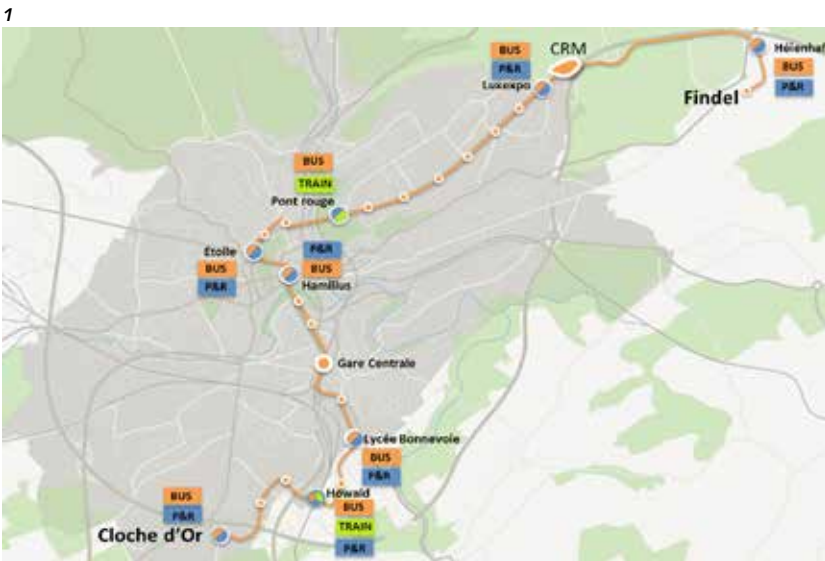 1
BUS
CRM
P&R
Luxexpo
Héienhaff
BUS
P&R
Findel
BUS
TRAIN
Pont rouge
Etoile
BUS
P&R
P&R
BUS
Hamilius
Gare Centrale
Lycée Bonnevoie
BUS
P&R
Howald
BUS
TRAIN
P&R
BUS
P&R
Cloche d'Or